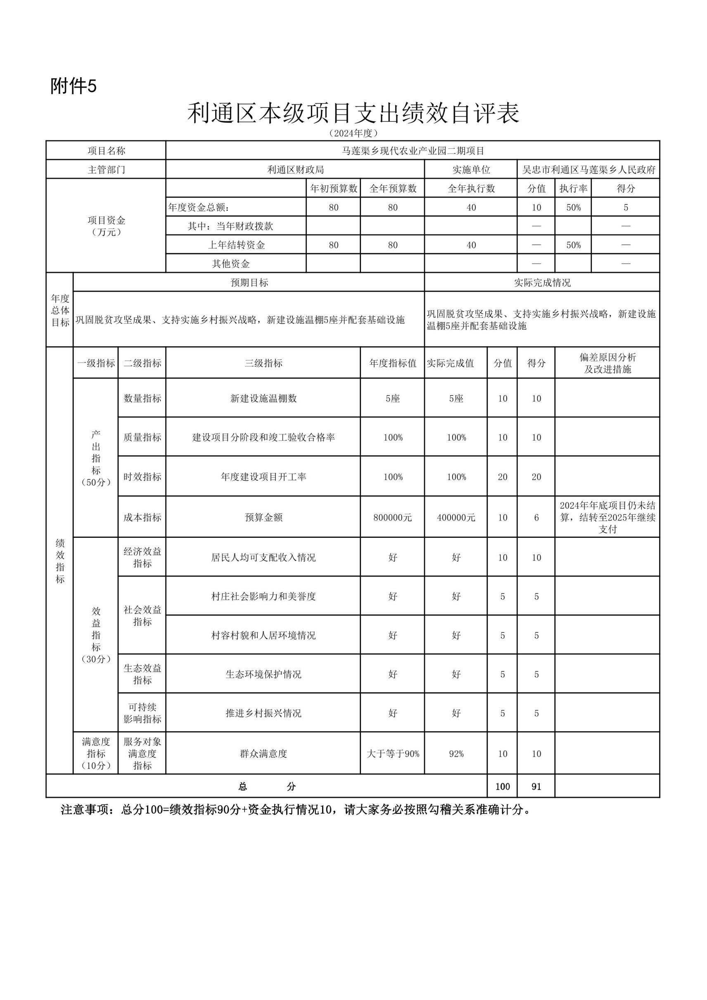 附件5
利通区本级项目支出绩效自评表
（2024年度）
项目名称 马莲渠乡现代农业产业园二期项目
主管部门 利通区财政局 实施单位 吴忠市利通区马莲渠乡人民政府
项目资金
（万元）
年初预算数 全年预算数 全年执行数 分值 执行率 得分
年度资金总额： 80 80 40 10 50% 5
其中：当年财政拨款 — —
上年结转资金 80 80 40 — 50% —
其他资金 — —
年度
总体
目标
预期目标 实际完成情况
巩固脱贫攻坚成果、支持实施乡村振兴战略，新建设施温棚5座并配套基础设施
巩固脱贫攻坚成果、支持实施乡村振兴战略，新建设施
温棚5座并配套基础设施
绩
效
指
标
一级指标 二级指标 三级指标 年度指标值 实际完成值 分值 得分 偏差原因分析
及改进措施
产
出
指
标
（50分）
数量指标 新建设施温棚数 5座 5座 10 10
质量指标 建设项目分阶段和竣工验收合格率 100% 100% 10 10
时效指标 年度建设项目开工率 100% 100% 20 20
成本指标 预算金额 800000元 400000元 10 6
2024年年底项目仍未结
算，结转至2025年继续
支付
效
益
指
标
（30分）
经济效益
指标
居民人均可支配收入情况 好 好 10 10
社会效益
指标
村庄社会影响力和美誉度 好 好 5 5
村容村貌和人居环境情况 好 好 5 5
生态效益
指标
生态环境保护情况 好 好 5 5
可持续
影响指标
推进乡村振兴情况 好 好 5 5
满意度
指标
（10分）
服务对象
满意度
指标
群众满意度 大于等于90% 92% 10 10
总 分 100 91
注意事项：总分100=绩效指标90分+资金执行情况10，请大家务必按照勾稽关系准确计分。